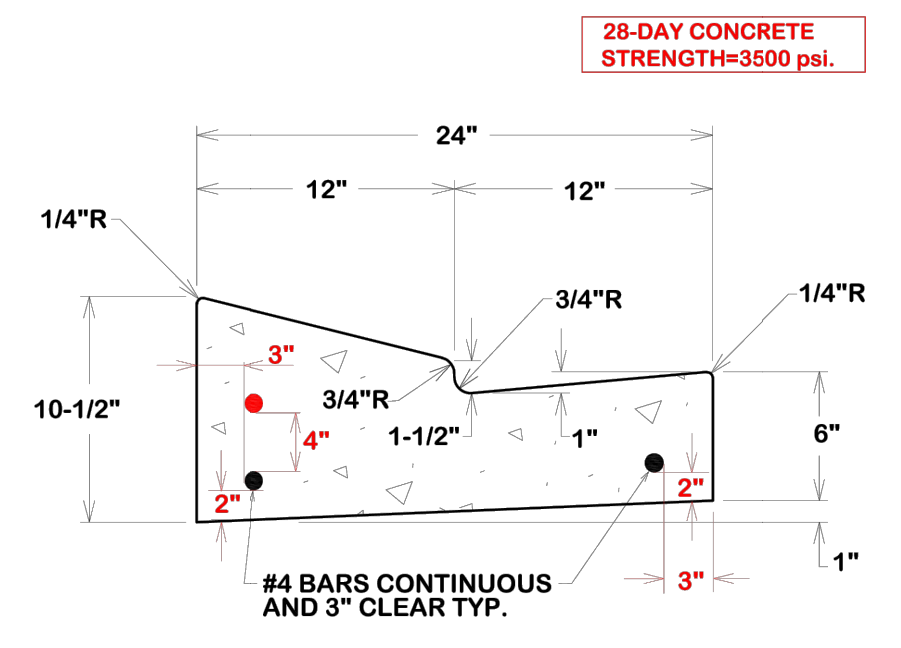 28-DAY CONCRETE
STRENGTH=3500 psi.
24"
12"
12"
1/4"R
3/4"R
1/4"R
3"
3/4"R
10-1/2"
4"
1-1/2"
1"
6"
2"
2"
1"
3"
#4 BARS CONTINUOUS
AND 3" CLEAR TYP.